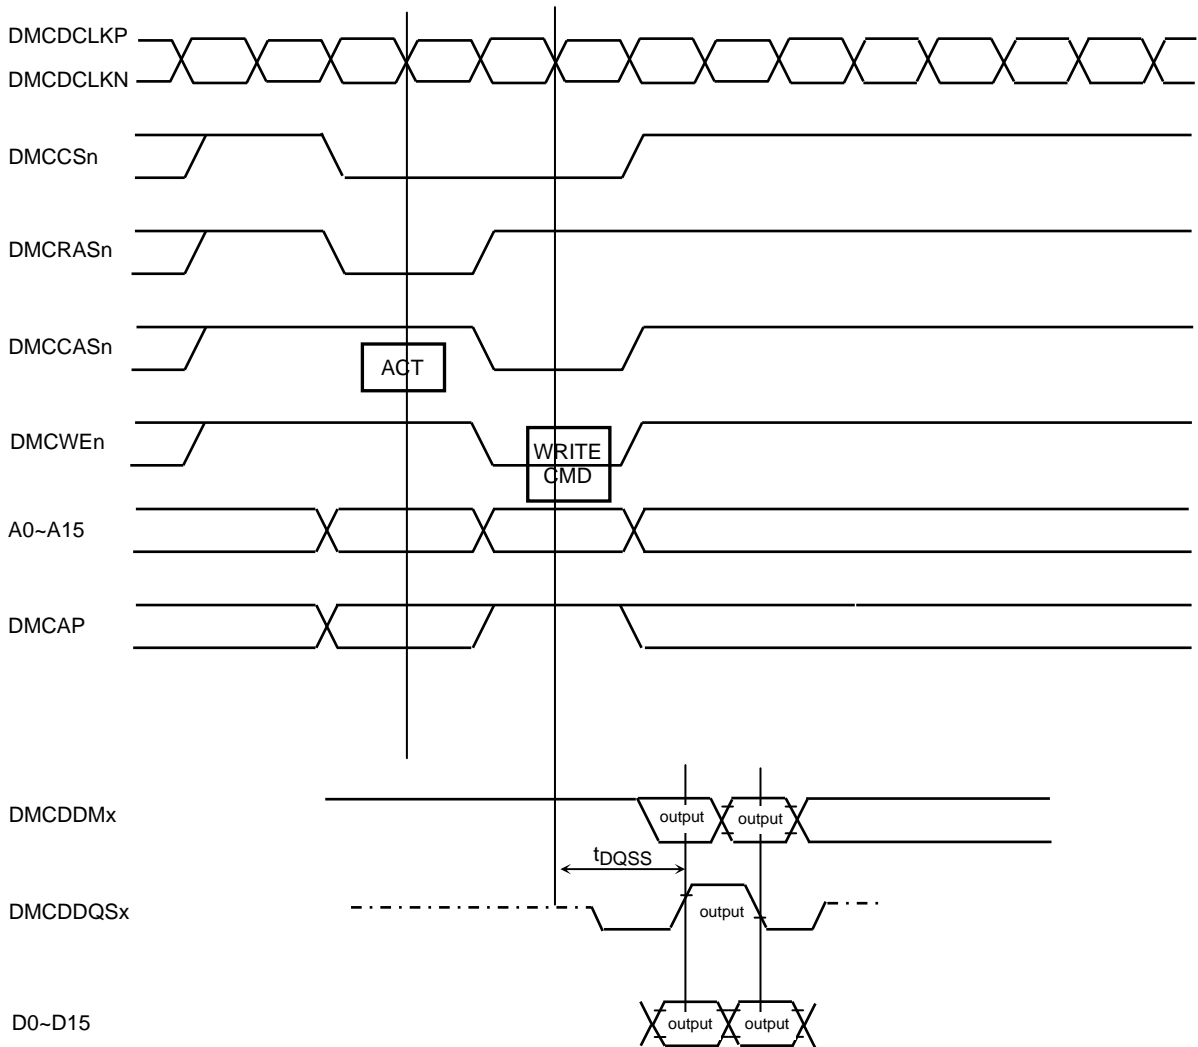 DMCDCLKP
DMCDCLKN
DMCCSn
DMCRASn
DMCCASn
ACT
DMCWEn
WRITE
CMD
A0~A15
DMCAP
DMCDDMx
output
output
tDQSS
DMCDDQSx
output
D0~D15
output
output